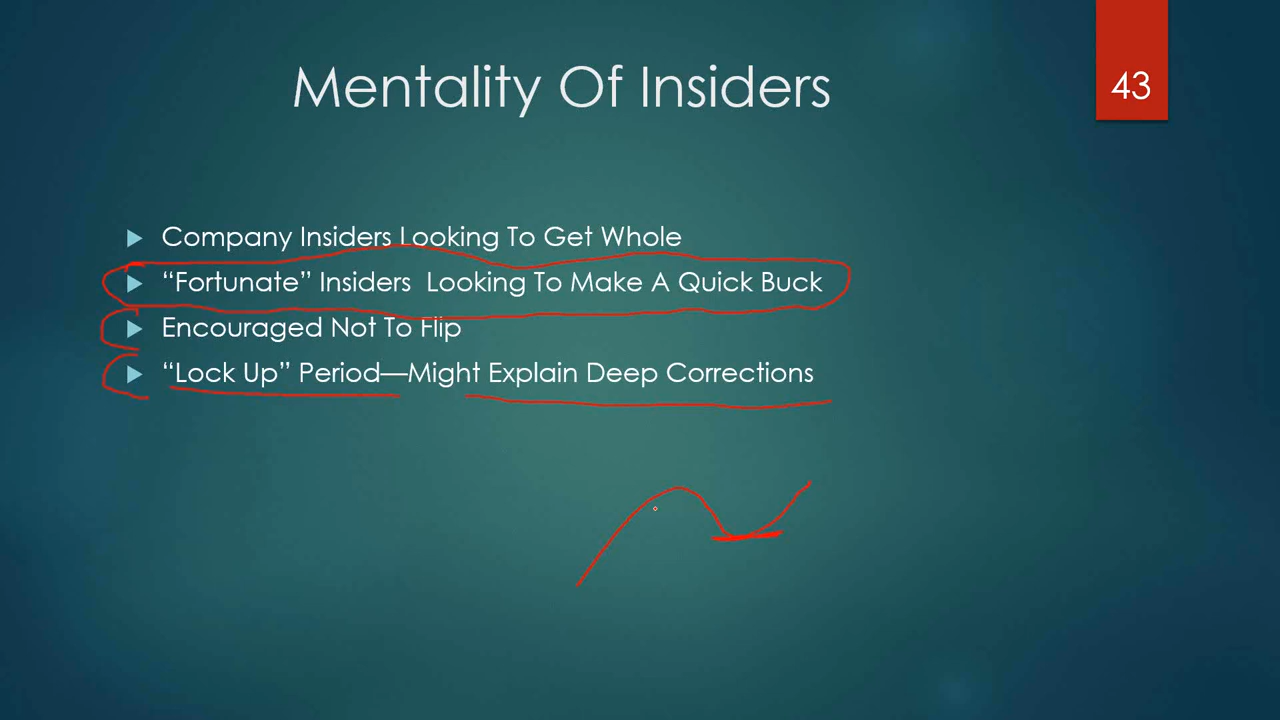 Mentality Of Insiders
43
Company Insiders Looking To Get Whole
“Fortunate” Insiders Looking To Make A Quick Buck
Encouraged Not To Flip
“Lock Up” Period—Might Explain Deep Corrections